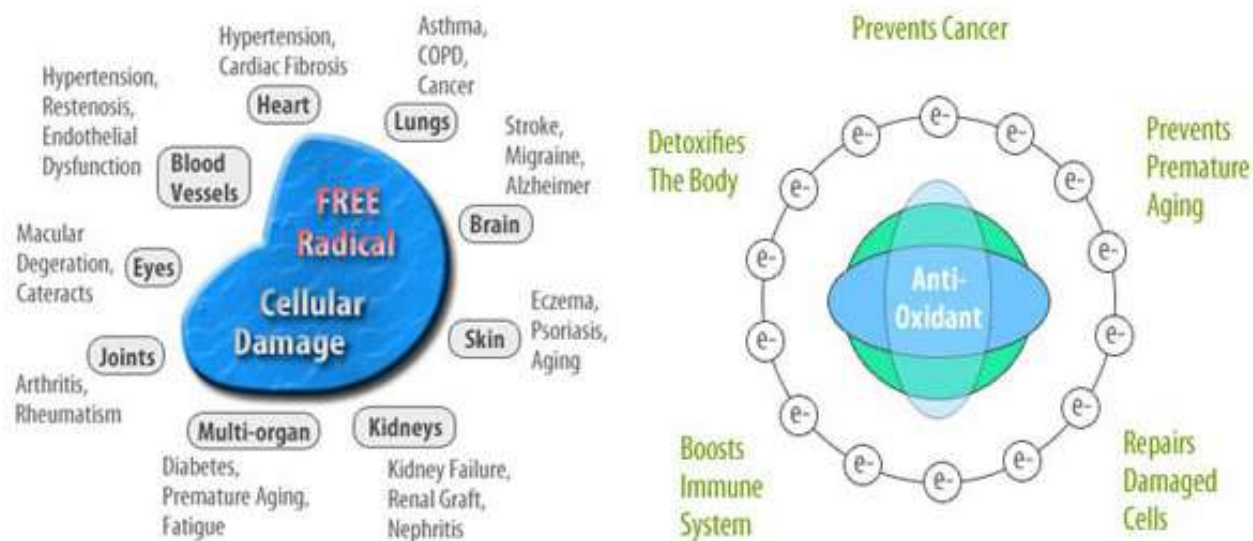 Hypertension,
Cardiac Fibrosis
Heart
Asthma,
COPD,
Cancer
Lungs
Hypertension,
Restenosis,
Endothelial
Dysfunction
Blood
Vessels
Stroke,
Migraine,
Alzheimer
Brain
FREE
Radical
Cellular
Damage
Macular
Degeration,
Cateracts
Eyes
Eczema,
Psoriasis,
Aging
Skin
Joints
Arthritis,
Rheumatism
Multi-organ
Diabetes,
Premature Aging,
Fatigue
Kidneys
Kidney Failure,
Renal Graft,
Nephritis
Prevents Cancer
Detoxifies
The Body
Prevents
Premature
Aging
e-
e-
e-
e-
e-
e-
e-
e-
e-
e-
e-
e-
e-
e-
Anti-
Oxidant
Boosts
Immune
System
Repairs
Damaged
Cells